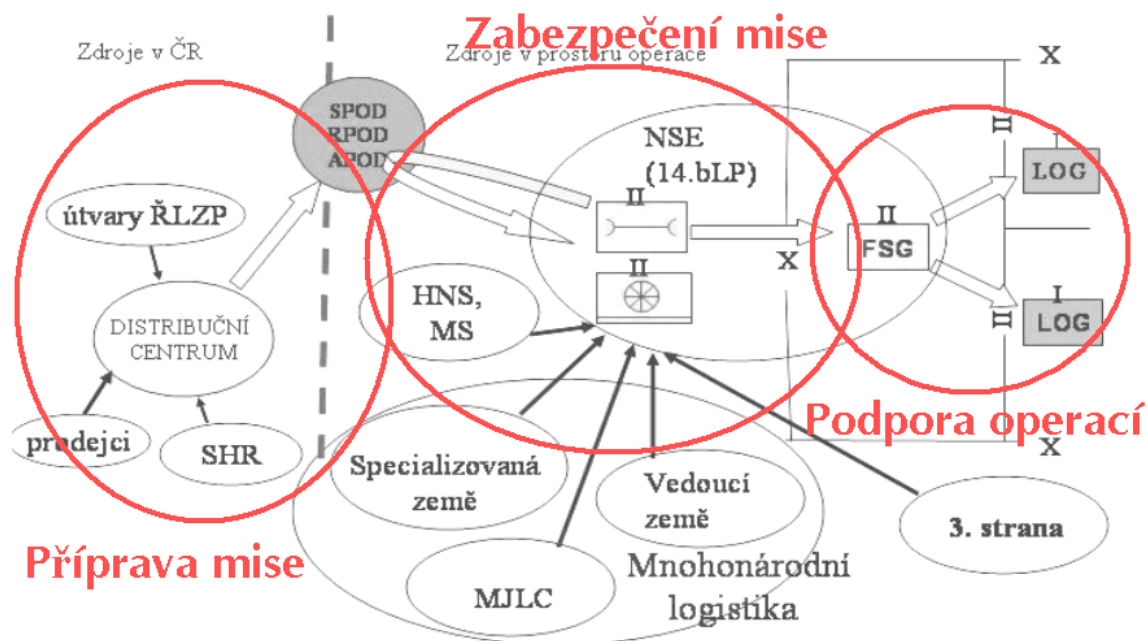 Zabezpečení mise
Zdroje v ČR
Zdroje v prostoru operace
X
SPOD
RPOD
APOD
NSE
(14.bLP)
II
II
LOG
I
útvary ŘLZP
II
II
FSG
X
II
HNS,
MS
I
LOG
II
DISTRIBUČNÍ
CENTRUM
prodejci
SHR
Podpora operací
X
Specializovaná
země
Vedoucí
země
3. strana
Příprava mise
MJLC
Mnohonárodní
logistika